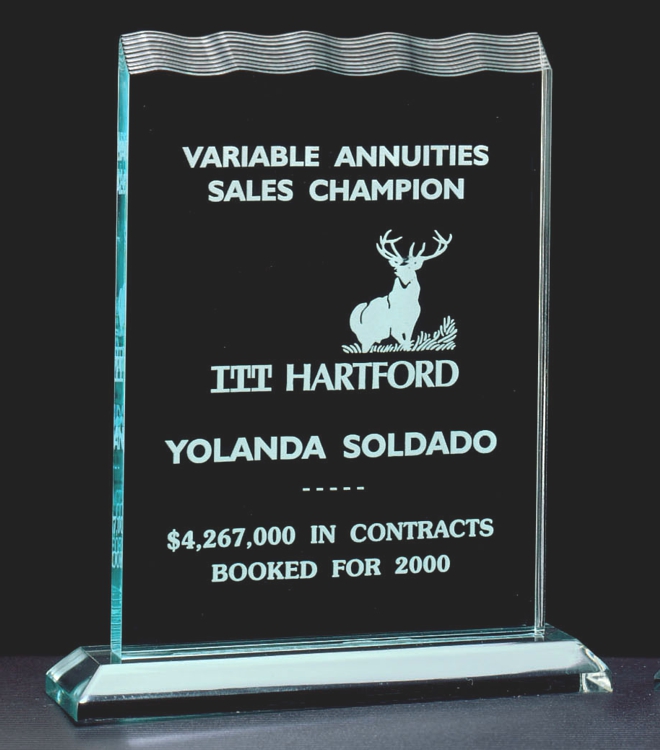 VARIABLE ANNUITIES
SALES CHAMPION
ITT HARTFORD
YOLANDA SOLDADO
-----
$4,267,000 IN CONTRACTS
BOOKED FOR 2000